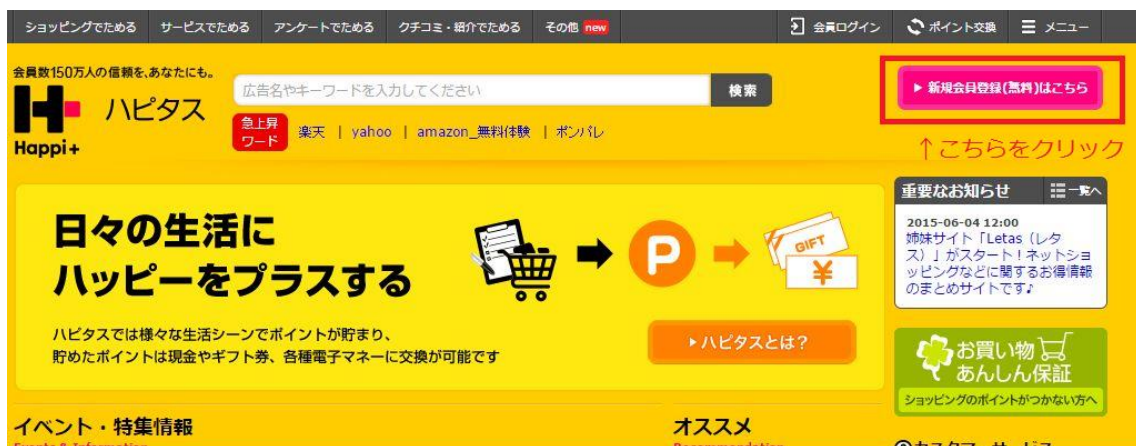 ショッピングでためる サービスでためる アンケートでためる クチコミ・紹介でためる その他 new 会員ログイン ポイント交換 メニュー
会員数150万人の信頼を、あなたにも。
ハピタス
Happi+
広告名やキーワードを入力してください 検索
急上昇
ワード
楽天 | yahoo | amazon_無料体験 | ポンパレ
▶ 新規会員登録(無料)はこちら
↑こちらをクリック
日々の生活に
ハッピーをプラスする
P
GIFT
¥
ハピタスでは様々な生活シーンでポイントが貯まり、
貯めたポイントは現金やギフト券、各種電子マネーに交換が可能です
▶ハピタスとは?
重要なお知らせ 一覧へ
2015-06-04 12:00
姉妹サイト「Letas(レタ
ス)」がスタート!ネットショ
ッピングなどに関するお得情報
のまとめサイトです♪
お買い物
あんしん保証
ショッピングのポイントがつかない方へ
イベント・特集情報
オススメ